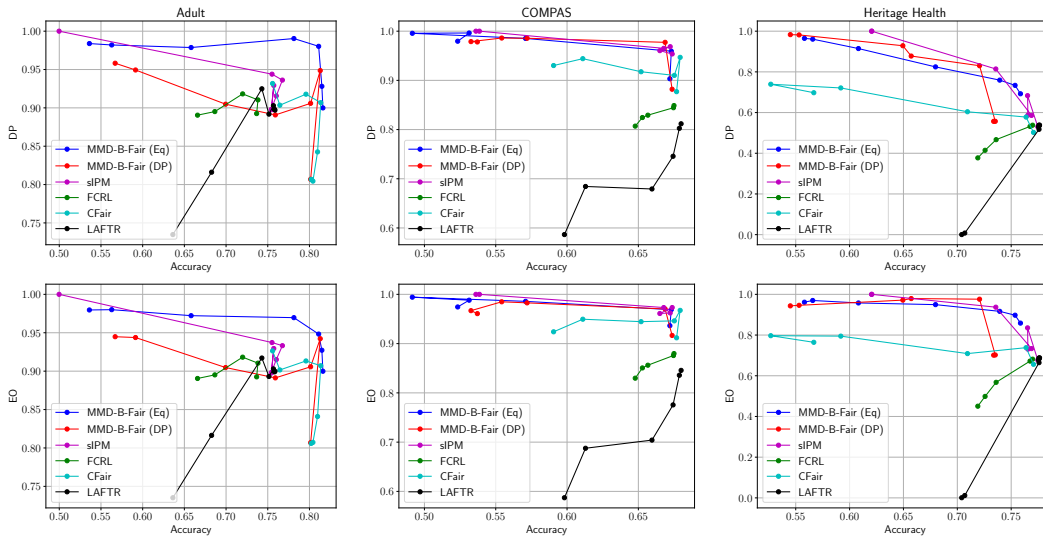 Adult
COMPAS
Heritage Health
DP
1.00
0.95
0.90
0.85
0.80
0.75
MMD-B-Fair (Eq)
MMD-B-Fair (DP)
sIPM
FCRL
CFair
LAFTR
0.50 0.55 0.60 0.65 0.70 0.75 0.80
Accuracy
DP
1.0
0.9
0.8
0.7
0.6
MMD-B-Fair (Eq)
MMD-B-Fair (DP)
sIPM
FCRL
CFair
LAFTR
0.50 0.55 0.60 0.65
Accuracy
DP
1.0
0.8
0.6
0.4
0.2
0.0
MMD-B-Fair (Eq)
MMD-B-Fair (DP)
sIPM
FCRL
CFair
LAFTR
0.55 0.60 0.65 0.70 0.75
Accuracy
EO
1.00
0.95
0.90
0.85
0.80
0.75
MMD-B-Fair (Eq)
MMD-B-Fair (DP)
sIPM
FCRL
CFair
LAFTR
0.50 0.55 0.60 0.65 0.70 0.75 0.80
Accuracy
EO
1.0
0.9
0.8
0.7
0.6
MMD-B-Fair (Eq)
MMD-B-Fair (DP)
sIPM
FCRL
CFair
LAFTR
0.50 0.55 0.60 0.65
Accuracy
EO
1.0
0.8
0.6
0.4
0.2
0.0
MMD-B-Fair (Eq)
MMD-B-Fair (DP)
sIPM
FCRL
CFair
LAFTR
0.55 0.60 0.65 0.70 0.75
Accuracy